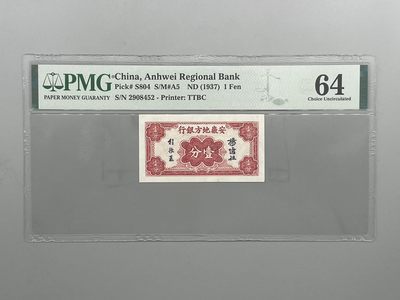 PMG
PAPER MONEY GUARANTY
China, Anhwei Regional Bank
Pick# S804 S/M#A5 ND (1937) 1 Fen
S/N 2908452 - Printer: TTBC
64
Choice Uncirculated
行銀方地徽安
分壹